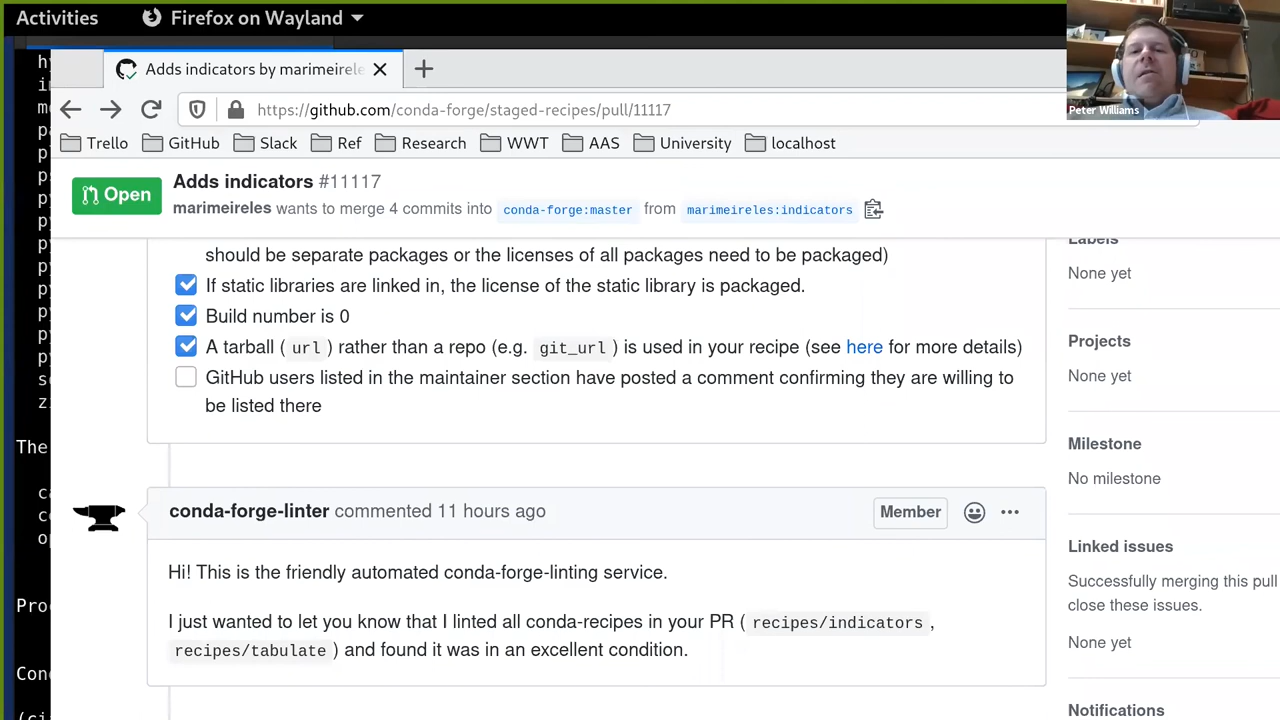 Activities
Firefox on Wayland
Adds indicators by marimeirele
https://github.com/conda-forge/staged-recipes/pull/11117
Peter Williams
Trello
GitHub
Slack
Ref
Research
WWT
AAS
University
localhost
Open
Adds indicators #11117
marimeireles wants to merge 4 commits into conda-forge:master from marimeireles:indicators
should be separate packages or the licenses of all packages need to be packaged)
If static libraries are linked in, the license of the static library is packaged.
Build number is 0
A tarball ( url ) rather than a repo (e.g. git_url ) is used in your recipe (see here for more details)
GitHub users listed in the maintainer section have posted a comment confirming they are willing to
be listed there
conda-forge-linter commented 11 hours ago
Member
Hi! This is the friendly automated conda-forge-linting service.
I just wanted to let you know that I linted all conda-recipes in your PR ( recipes/indicators ,
recipes/tabulate ) and found it was in an excellent condition.
Labels
None yet
Projects
None yet
Milestone
No milestone
Linked issues
Successfully merging this pull
close these issues.
None yet
Notifications
The